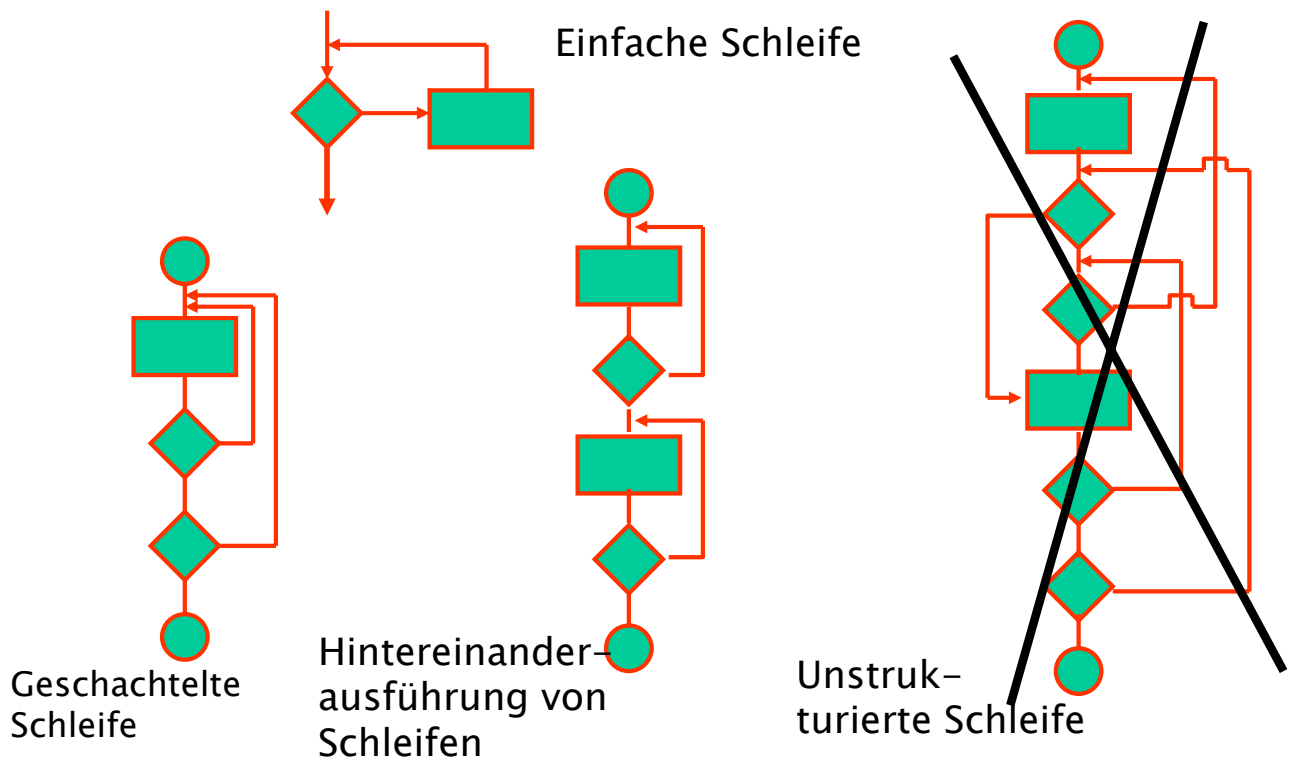 Einfache Schleife
Geschachtelte
Schleife
Hintereinander-
ausführung von
Schleifen
Unstruk-
turierte Schleife